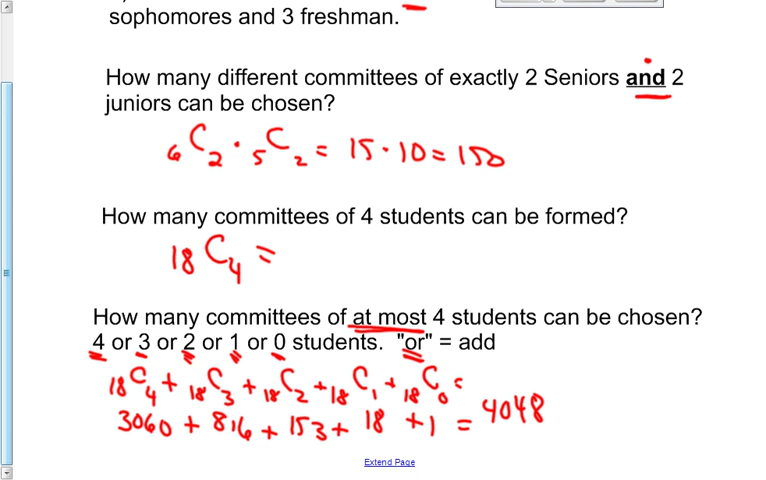 sophomores and 3 freshman.
How many different committees of exactly 2 Seniors and 2
juniors can be chosen?
₆C₂ · ₅C₂ = 15 · 10 = 150
How many committees of 4 students can be formed?
₁₈C₄ =
How many committees of at most 4 students can be chosen?
4 or 3 or 2 or 1 or 0 students. "or" = add
₁₈C₄ + ₁₈C₃ + ₁₈C₂ + ₁₈C₁ + ₁₈C₀ =
3060 + 816 + 153 + 18 + 1 = 4048
Extend Page